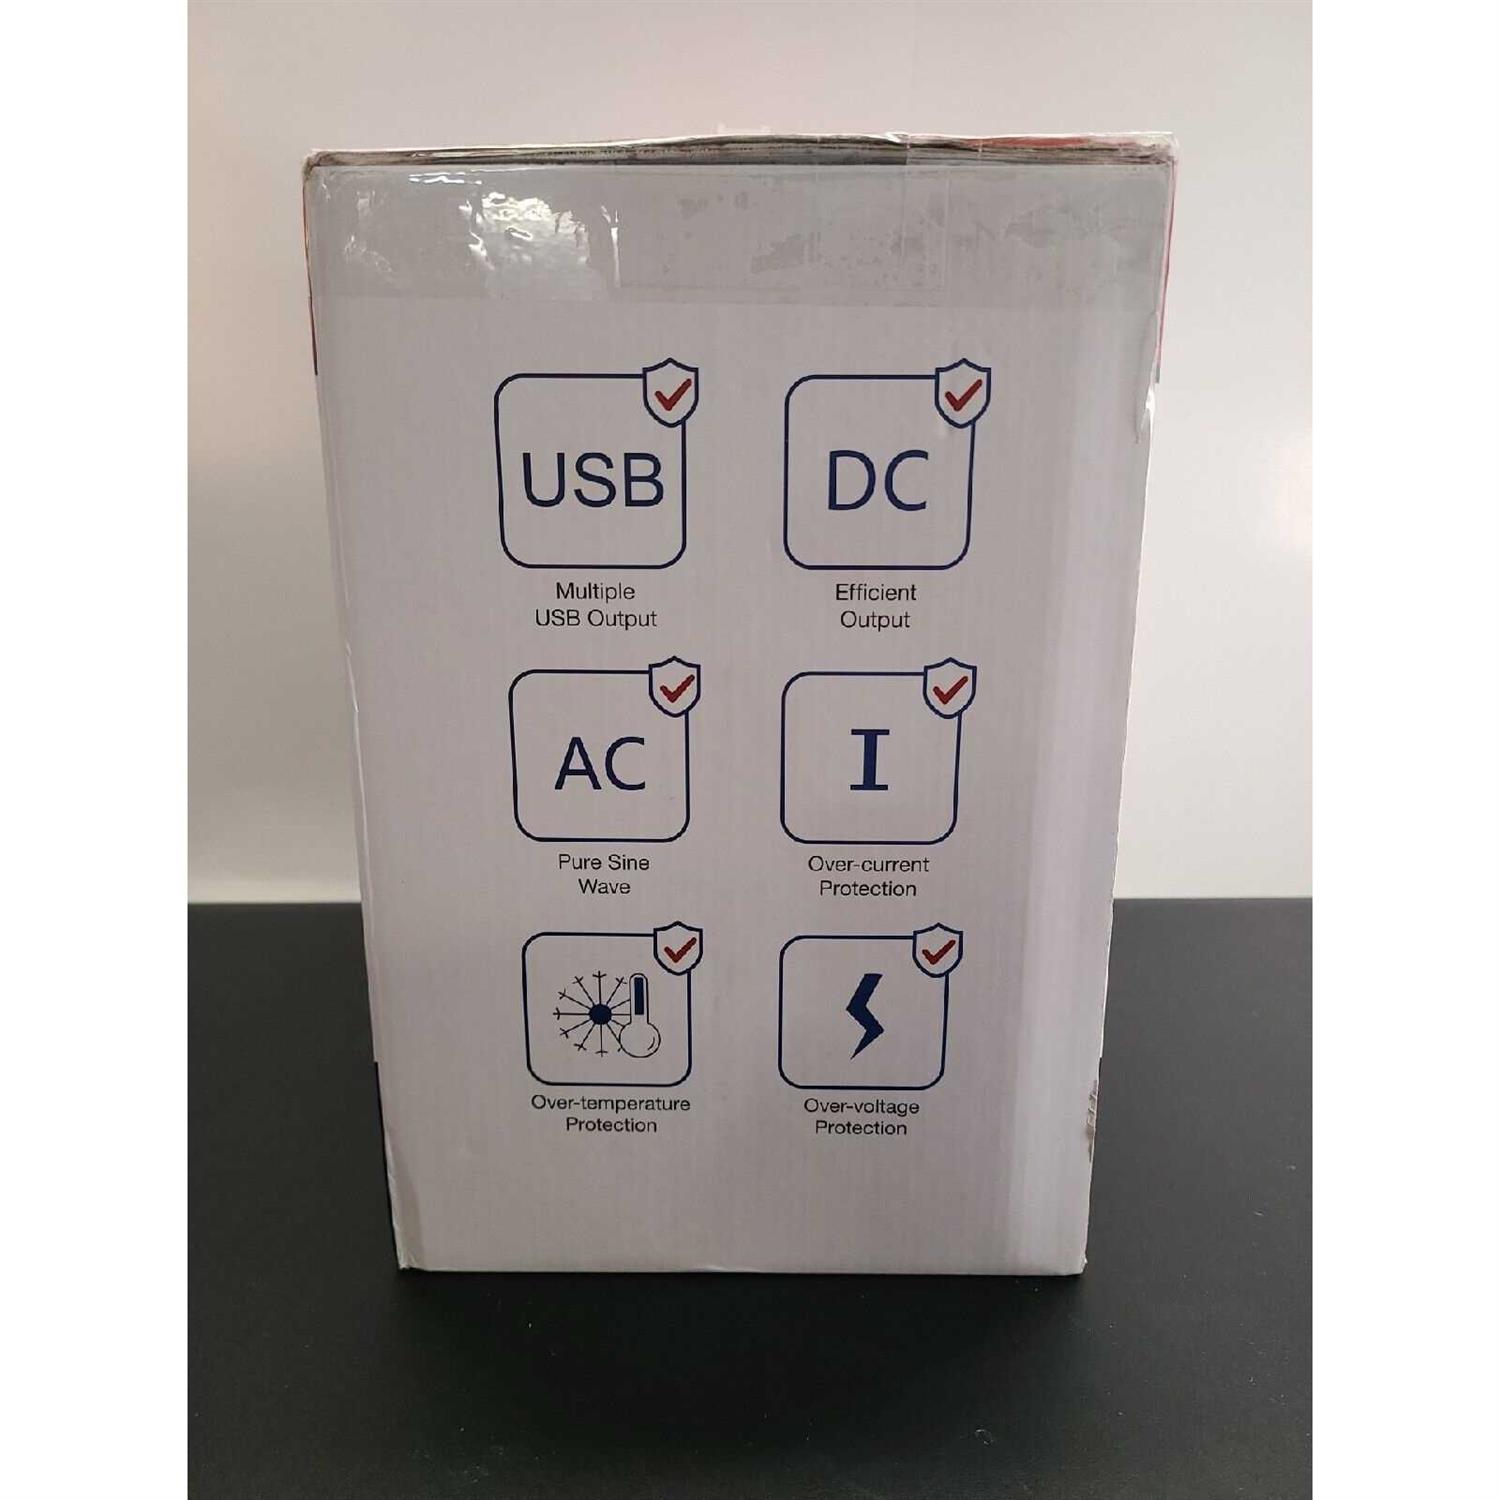 USB
Multiple
USB Output
DC
Efficient
Output
AC
Pure Sine
Wave
I
Over-current
Protection
Over-temperature
Protection
Over-voltage
Protection